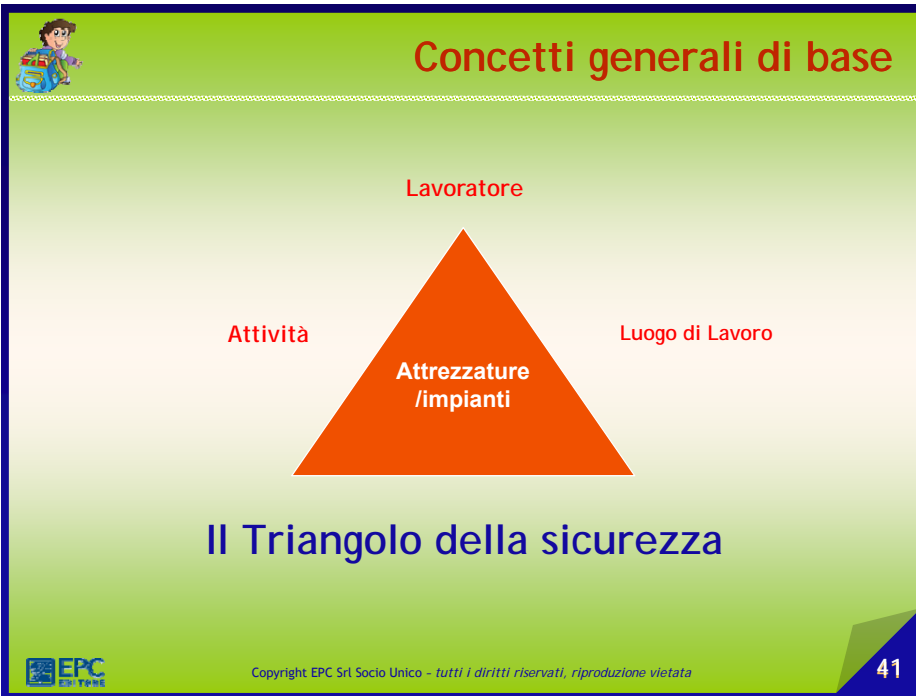 Concetti generali di base
Lavoratore
Attività
Luogo di Lavoro
Attrezzature
/impianti
Il Triangolo della sicurezza
EPC
EDITORE
Copyright EPC Srl Socio Unico – tutti i diritti riservati, riproduzione vietata
41